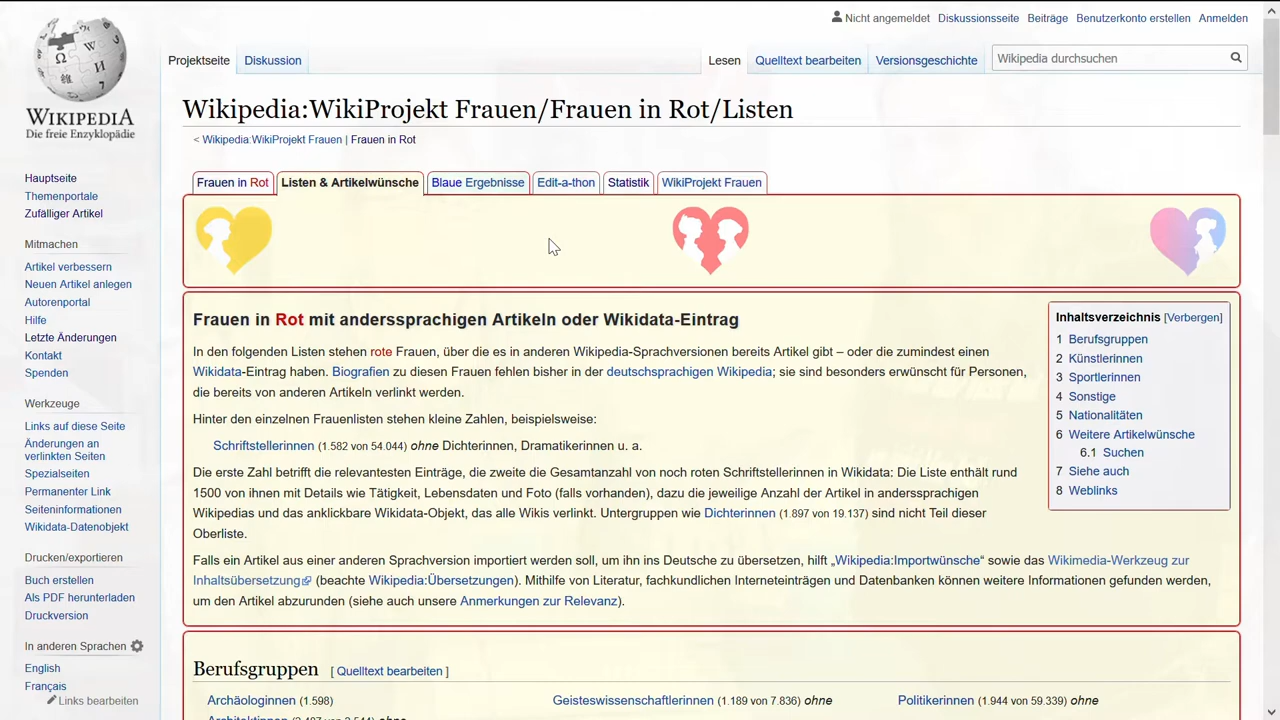 Nicht angemeldet Diskussionsseite Beiträge Benutzerkonto erstellen Anmelden
Projektseite Diskussion Lesen Quelltext bearbeiten Versionsgeschichte Wikipedia durchsuchen
WIKIPEDIA
Die freie Enzyklopädie
Hauptseite
Themenportale
Zufälliger Artikel
Mitmachen
Artikel verbessern
Neuen Artikel anlegen
Autorenportal
Hilfe
Letzte Änderungen
Kontakt
Spenden
Werkzeuge
Links auf diese Seite
Änderungen an
verlinkten Seiten
Spezialseiten
Permanenter Link
Seiteninformationen
Wikidata-Datenobjekt
Drucken/exportieren
Buch erstellen
Als PDF herunterladen
Druckversion
In anderen Sprachen
English
Français
Links bearbeiten
Wikipedia:WikiProjekt Frauen/Frauen in Rot/Listen
< Wikipedia:WikiProjekt Frauen | Frauen in Rot
Frauen in Rot Listen & Artikelwünsche Blaue Ergebnisse Edit-a-thon Statistik WikiProjekt Frauen
Frauen in Rot mit anderssprachigen Artikeln oder Wikidata-Eintrag
In den folgenden Listen stehen rote Frauen, über die es in anderen Wikipedia-Sprachversionen bereits Artikel gibt – oder die zumindest einen
Wikidata-Eintrag haben. Biografien zu diesen Frauen fehlen bisher in der deutschsprachigen Wikipedia; sie sind besonders erwünscht für Personen,
die bereits von anderen Artikeln verlinkt werden.
Hinter den einzelnen Frauenlisten stehen kleine Zahlen, beispielsweise:
Schriftstellerinnen (1.582 von 54.044) ohne Dichterinnen, Dramatikerinnen u. a.
Die erste Zahl betrifft die relevantesten Einträge, die zweite die Gesamtanzahl von noch roten Schriftstellerinnen in Wikidata: Die Liste enthält rund
1500 von ihnen mit Details wie Tätigkeit, Lebensdaten und Foto (falls vorhanden), dazu die jeweilige Anzahl der Artikel in anderssprachigen
Wikipedias und das anklickbare Wikidata-Objekt, das alle Wikis verlinkt. Untergruppen wie Dichterinnen (1.897 von 19.137) sind nicht Teil dieser
Oberliste.
Falls ein Artikel aus einer anderen Sprachversion importiert werden soll, um ihn ins Deutsche zu übersetzen, hilft „Wikipedia:Importwünsche“ sowie das Wikimedia-Werkzeug zur
Inhaltsübersetzung (beachte Wikipedia:Übersetzungen). Mithilfe von Literatur, fachkundlichen Interneteinträgen und Datenbanken können weitere Informationen gefunden werden,
um den Artikel abzurunden (siehe auch unsere Anmerkungen zur Relevanz).
Inhaltsverzeichnis [Verbergen]
1 Berufsgruppen
2 Künstlerinnen
3 Sportlerinnen
4 Sonstige
5 Nationalitäten
6 Weitere Artikelwünsche
6.1 Suchen
7 Siehe auch
8 Weblinks
Berufsgruppen [ Quelltext bearbeiten ]
Archäologinnen (1.598) Geisteswissenschaftlerinnen (1.189 von 7.836) ohne Politikerinnen (1.944 von 59.339) ohne